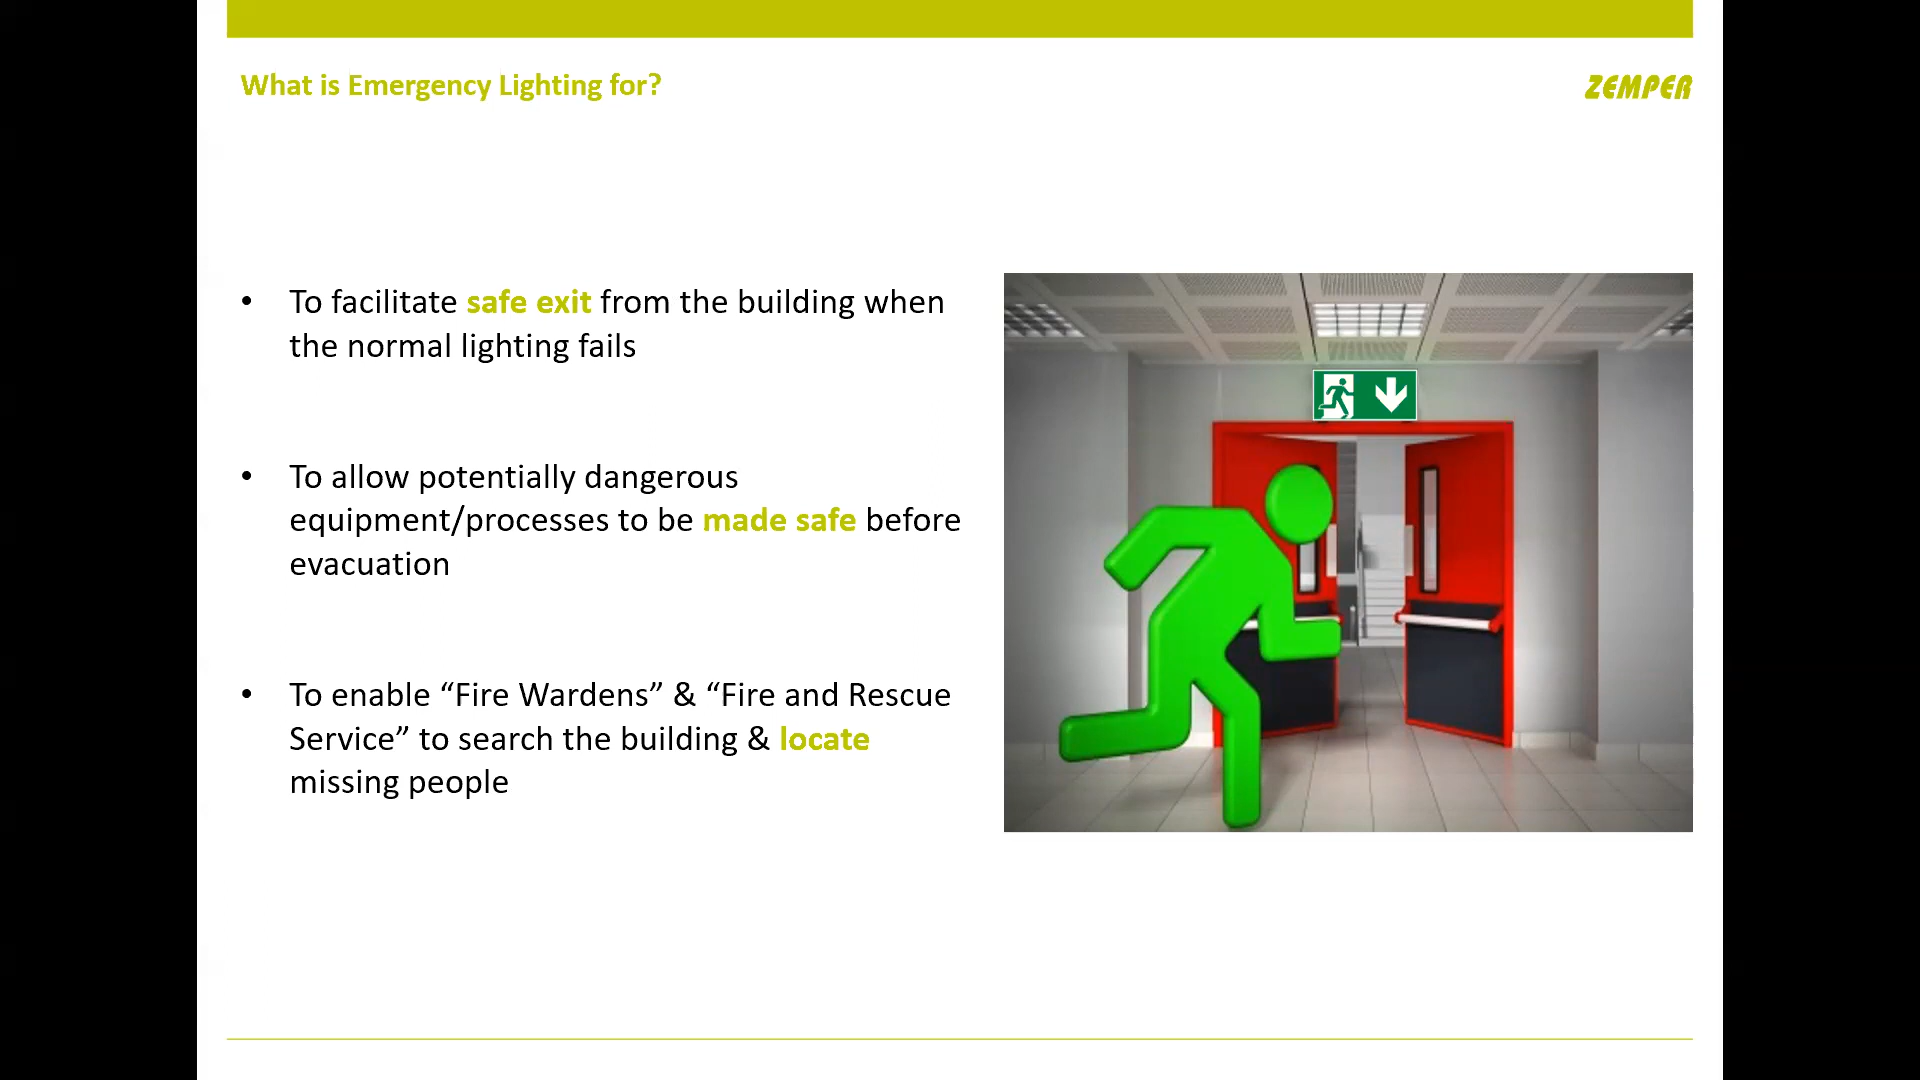 What is Emergency Lighting for?
ZEMPER
• To facilitate safe exit from the building when
the normal lighting fails
• To allow potentially dangerous
equipment/processes to be made safe before
evacuation
• To enable “Fire Wardens” & “Fire and Rescue
Service” to search the building & locate
missing people